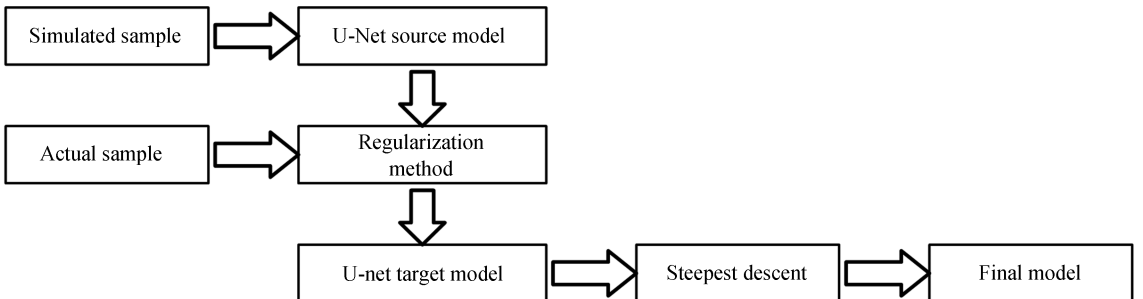 Simulated sample
U-Net source model
Actual sample
Regularization
method
U-net target model
Steepest descent
Final model